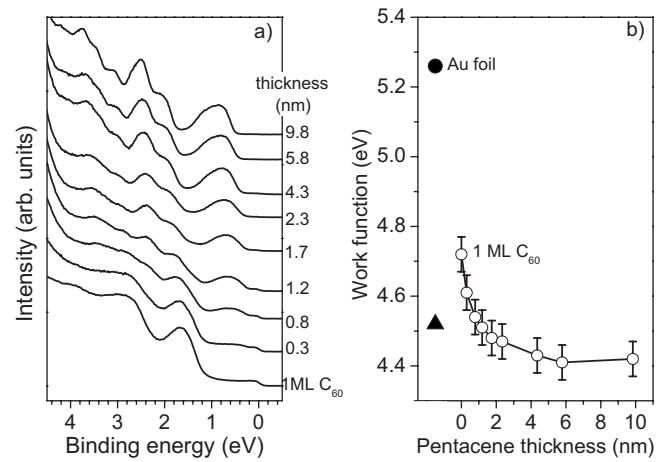 a)
thickness
(nm)
9.8
5.8
4.3
2.3
1.7
1.2
0.8
0.3
1ML C60
Intensity (arb. units)
4 3 2 1 0
Binding energy (eV)
b)
5.4
5.2
5.0
4.8
4.6
4.4
Au foil
1 ML C60
Work function (eV)
0 2 4 6 8 10
Pentacene thickness (nm)